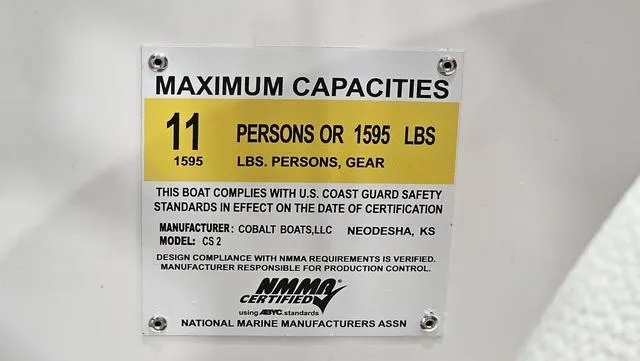 MAXIMUM CAPACITIES
11 PERSONS OR 1595 LBS
1595 LBS. PERSONS, GEAR
THIS BOAT COMPLIES WITH U.S. COAST GUARD SAFETY
STANDARDS IN EFFECT ON THE DATE OF CERTIFICATION
MANUFACTURER: COBALT BOATS,LLC NEODESHA, KS
MODEL: CS 2
DESIGN COMPLIANCE WITH NMMA REQUIREMENTS IS VERIFIED.
MANUFACTURER RESPONSIBLE FOR PRODUCTION CONTROL.
NMMA®
CERTIFIED
using ABYC standards
NATIONAL MARINE MANUFACTURERS ASSN